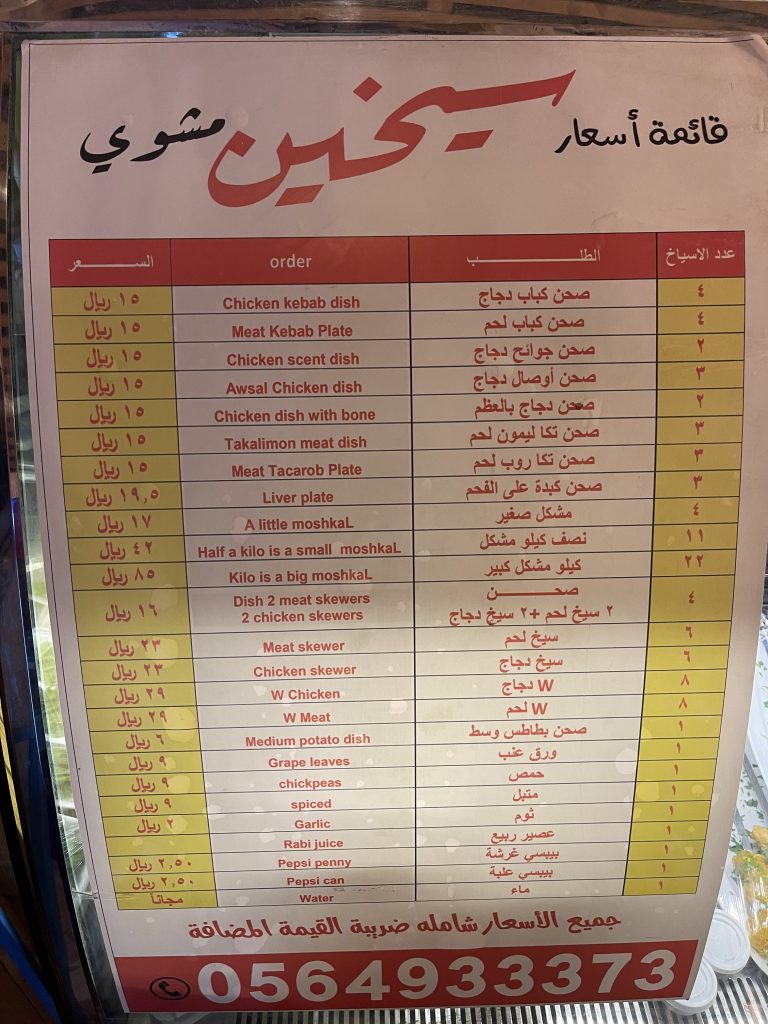 قائمة أسعار سيخين مشوي
عدد الاسياخ الطلـــب order السعر
٤ صحن كباب دجاج Chicken kebab dish ١٥ ريال
٤ صحن كباب لحم Meat Kebab Plate ١٥ ريال
٢ صحن جوانح دجاج Chicken scent dish ١٥ ريال
٣ صحن أوصال دجاج Awsal Chicken dish ١٥ ريال
٢ صحن دجاج بالعظم Chicken dish with bone ١٥ ريال
٣ صحن تكا ليمون لحم Takalimon meat dish ١٥ ريال
٣ صحن تكا روب لحم Meat Tacarob Plate ١٥ ريال
٣ صحن كبدة على الفحم Liver plate ١٩,٥ ريال
٤ مشكل صغير A little moshkaL ١٧ ريال
١١ نصف كيلو مشكل Half a kilo is a small moshkaL ٤٢ ريال
٢٢ كيلو مشكل كبير Kilo is a big moshkaL ٨٥ ريال
٤ صحـــن Dish 2 meat skewers ١٦ ريال
٢ سيخ لحم +٢ سيخ دجاج 2 chicken skewers
٦ سيخ لحم Meat skewer ٢٣ ريال
٦ سيخ دجاج Chicken skewer ٢٣ ريال
٨ W دجاج W Chicken ٢٩ ريال
٨ W لحم W Meat ٢٩ ريال
١ صحن بطاطس وسط Medium potato dish ٦ ريال
١ ورق عنب Grape leaves ٩ ريال
١ حمص chickpeas ٩ ريال
١ متبل spiced ٩ ريال
١ ثوم Garlic ٢ ريال
١ عصير ربيع Rabi juice
١ بيبسي غرشة Pepsi penny ٢,٥٠ ريال
١ بيبسي علبة Pepsi can ٢,٥٠ ريال
١ ماء Water مجاناً
جميع الأسعار شامله ضريبة القيمة المضافة
0564933373